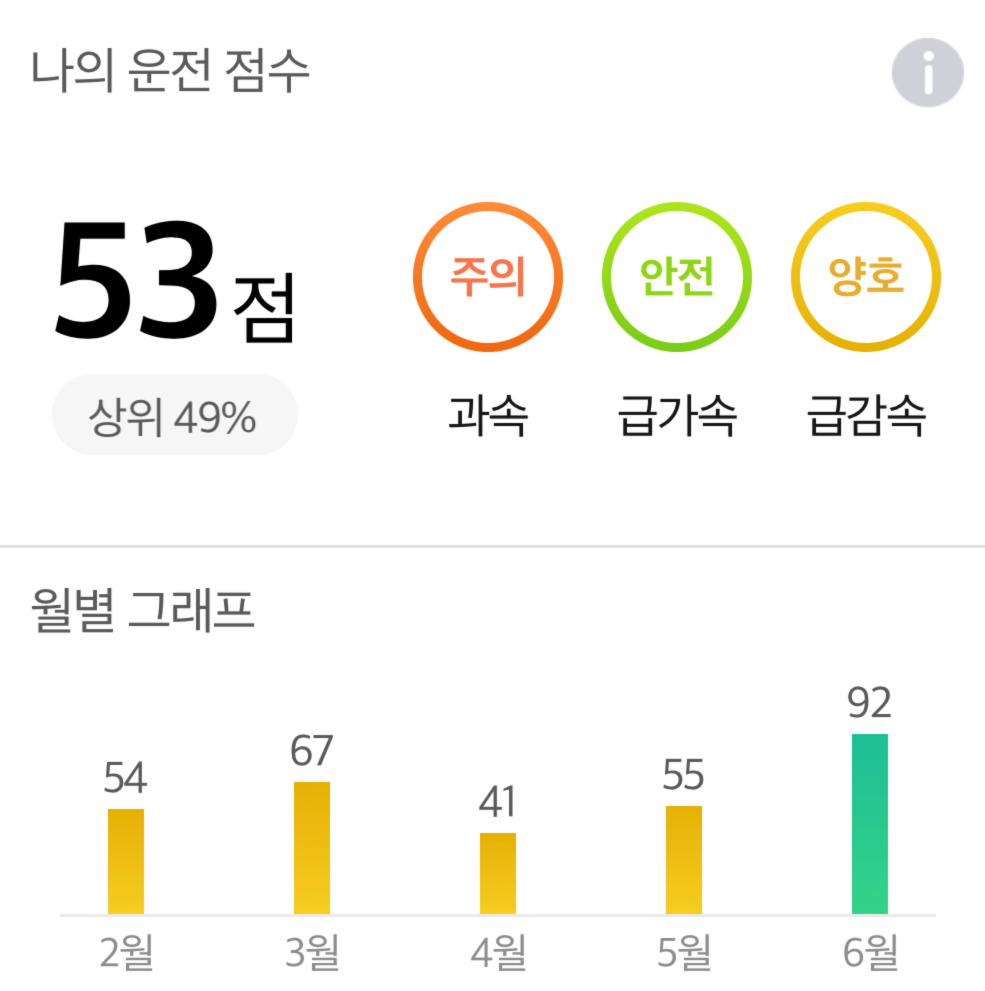 나의 운전 점수
i
53점
주의 안전 양호
상위 49%
과속 급가속 급감속
월별 그래프
54 67 41 55 92
2월 3월 4월 5월 6월